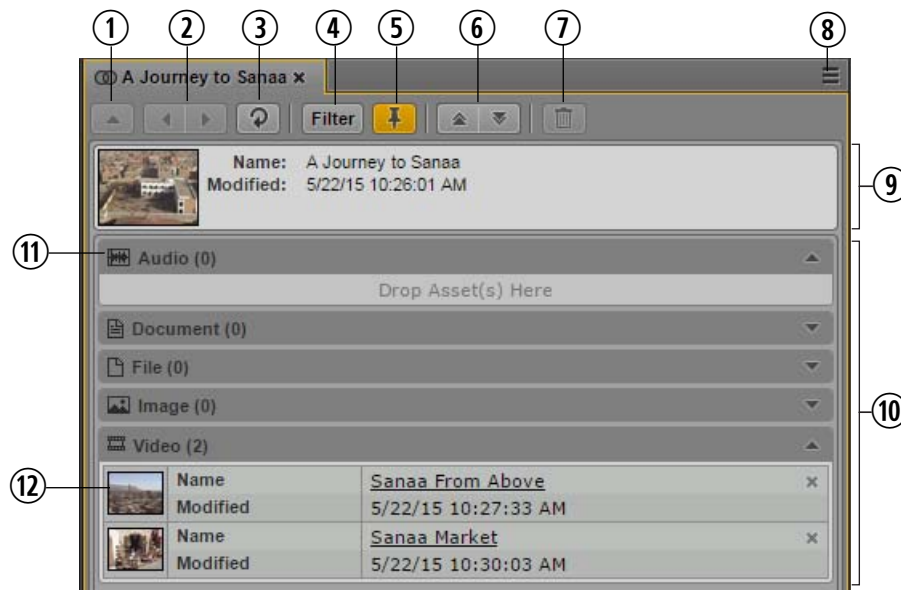 1 2 3 4 5 6 7 8
A Journey to Sanaa ×
Filter
Name: A Journey to Sanaa
Modified: 5/22/15 10:26:01 AM
9
11
Audio (0)
Drop Asset(s) Here
Document (0)
File (0)
Image (0)
10
Video (2)
12
Name Sanaa From Above ×
Modified 5/22/15 10:27:33 AM
Name Sanaa Market ×
Modified 5/22/15 10:30:03 AM